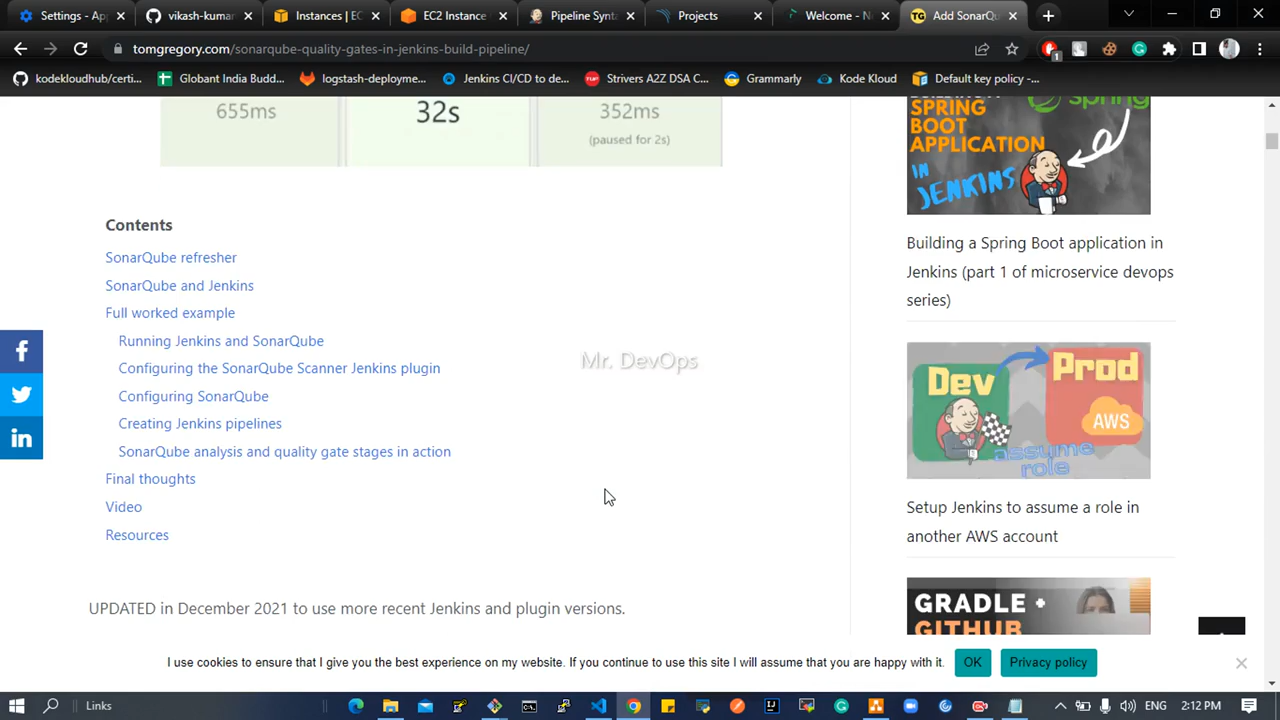 Settings - App
vikash-kumar
Instances | EC
EC2 Instance
Pipeline Synta
Projects
Welcome - N
TG
Add SonarQu
tomgregory.com/sonarqube-quality-gates-in-jenkins-build-pipeline/
1
kodekloudhub/certi...
Globant India Budd...
logstash-deployme...
Jenkins CI/CD to de...
TUF
Strivers A2Z DSA C...
Grammarly
Kode Kloud
Default key policy -...
655ms
32s
352ms
(paused for 2s)
Contents
SonarQube refresher
SonarQube and Jenkins
Full worked example
Running Jenkins and SonarQube
Configuring the SonarQube Scanner Jenkins plugin
Configuring SonarQube
Creating Jenkins pipelines
SonarQube analysis and quality gate stages in action
Final thoughts
Video
Resources
UPDATED in December 2021 to use more recent Jenkins and plugin versions.
Mr. DevOps
SPRING
BOOT
APPLICATION
IN
JENKINS
spring
Building a Spring Boot application in
Jenkins (part 1 of microservice devops
series)
Dev
Prod
AWS
assume
role
Setup Jenkins to assume a role in
another AWS account
GRADLE +
GITHUB
I use cookies to ensure that I give you the best experience on my website. If you continue to use this site I will assume that you are happy with it.
OK
Privacy policy
Links
ENG
2:12 PM